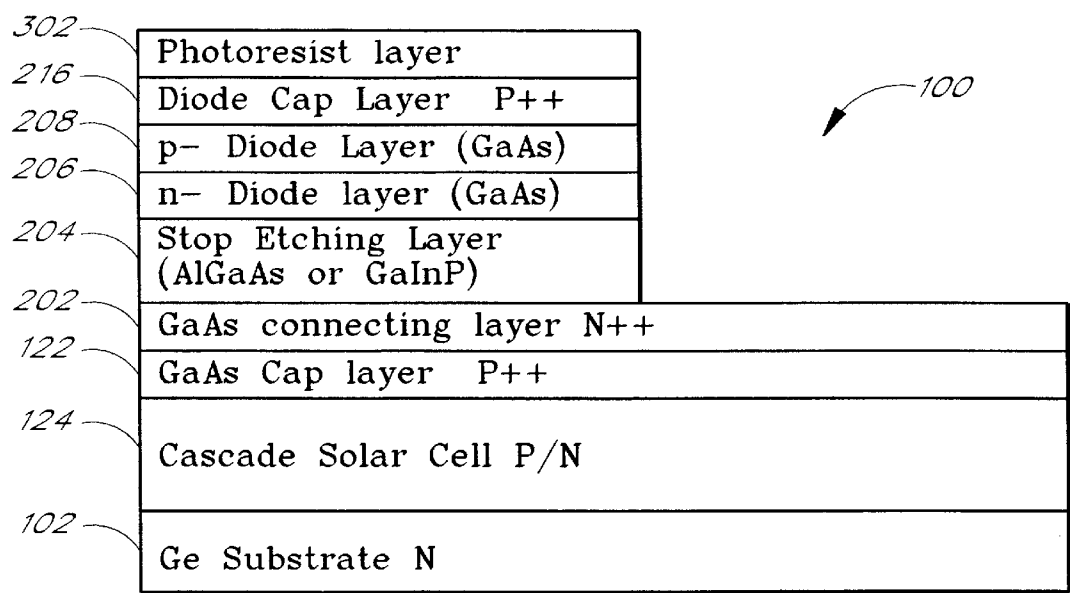 302
Photoresist layer
216
Diode Cap Layer P++
100
208
p- Diode Layer (GaAs)
206
n- Diode layer (GaAs)
204
Stop Etching Layer
(AlGaAs or GaInP)
202
GaAs connecting layer N++
122
GaAs Cap layer P++
124
Cascade Solar Cell P/N
102
Ge Substrate N